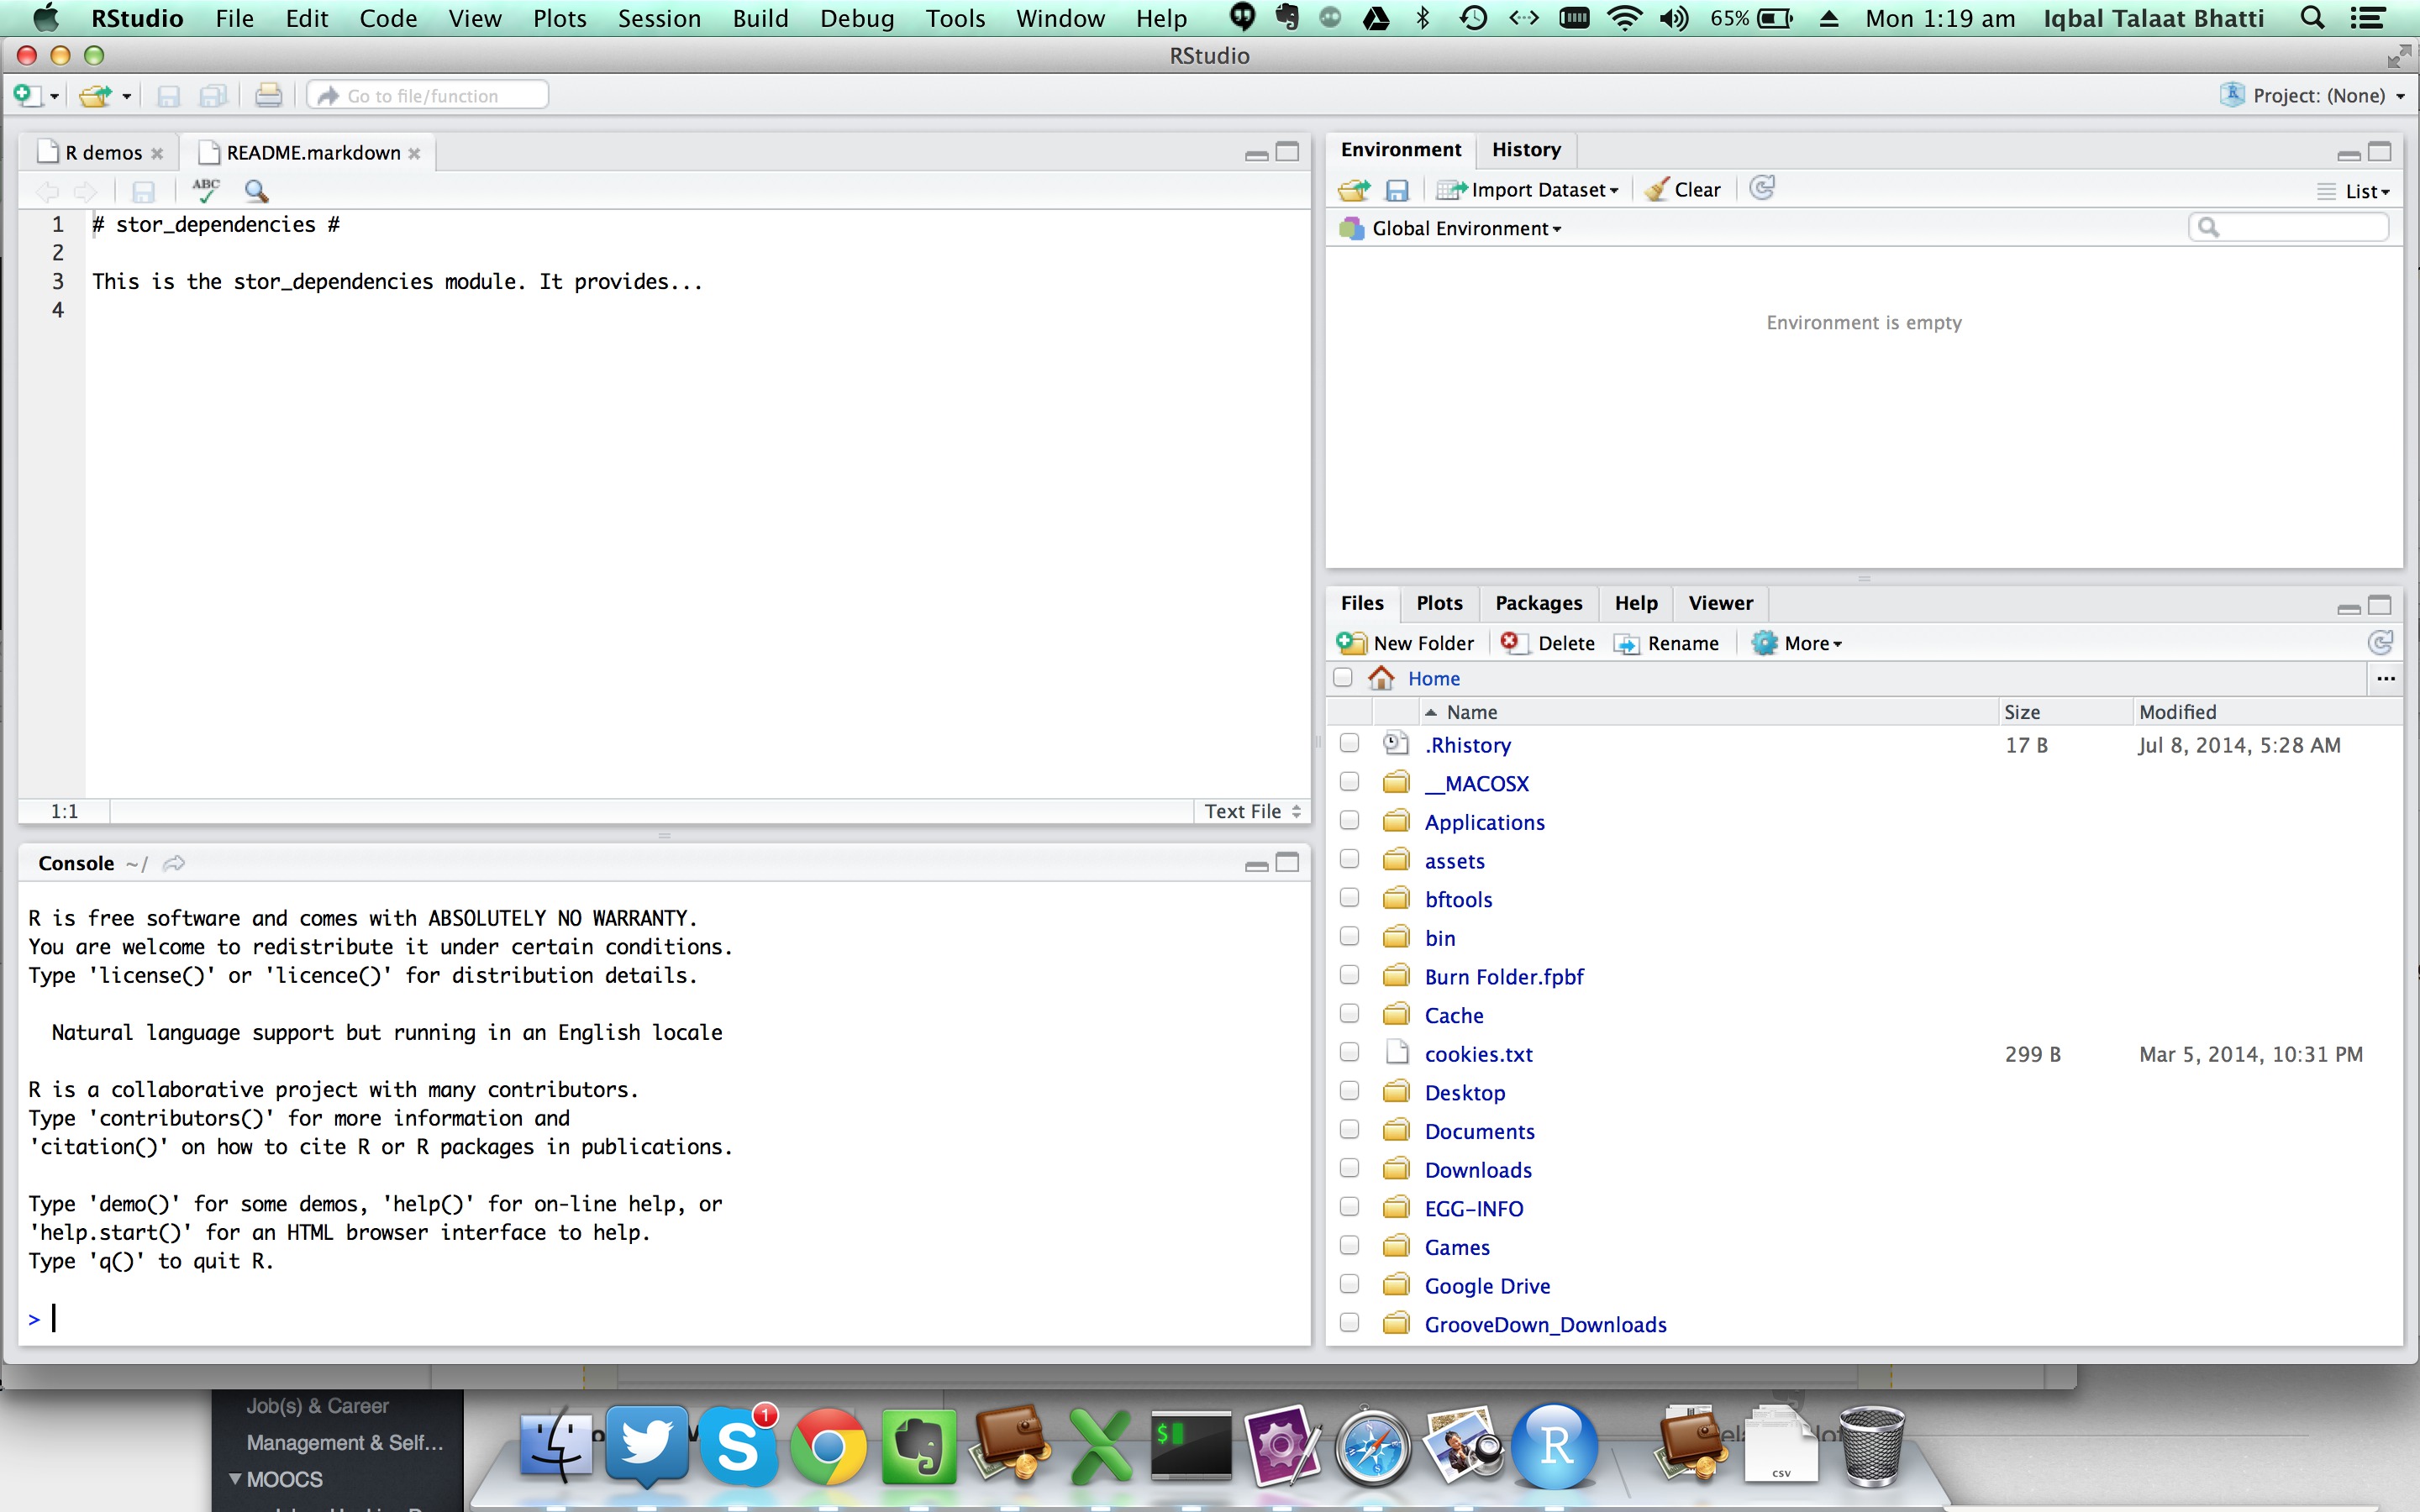 RStudio File Edit Code View Plots Session Build Debug Tools Window Help 65% Mon 1:19 am Iqbal Talaat Bhatti
RStudio
Go to file/function
Project: (None)
R demos README.markdown
ABC
1 # stor_dependencies #
2
3 This is the stor_dependencies module. It provides...
4
1:1 Text File
Console ~/
R is free software and comes with ABSOLUTELY NO WARRANTY.
You are welcome to redistribute it under certain conditions.
Type 'license()' or 'licence()' for distribution details.
Natural language support but running in an English locale
R is a collaborative project with many contributors.
Type 'contributors()' for more information and
'citation()' on how to cite R or R packages in publications.
Type 'demo()' for some demos, 'help()' for on-line help, or
'help.start()' for an HTML browser interface to help.
Type 'q()' to quit R.
>
Environment History
Import Dataset Clear List
Global Environment
Environment is empty
Files Plots Packages Help Viewer
New Folder Delete Rename More
Home ...
Name Size Modified
.Rhistory 17 B Jul 8, 2014, 5:28 AM
__MACOSX
Applications
assets
bftools
bin
Burn Folder.fpbf
Cache
cookies.txt 299 B Mar 5, 2014, 10:31 PM
Desktop
Documents
Downloads
EGG-INFO
Games
Google Drive
GrooveDown_Downloads
Job(s) & Career
Management & Self...
MOOCS
S 1
$
R
CSV